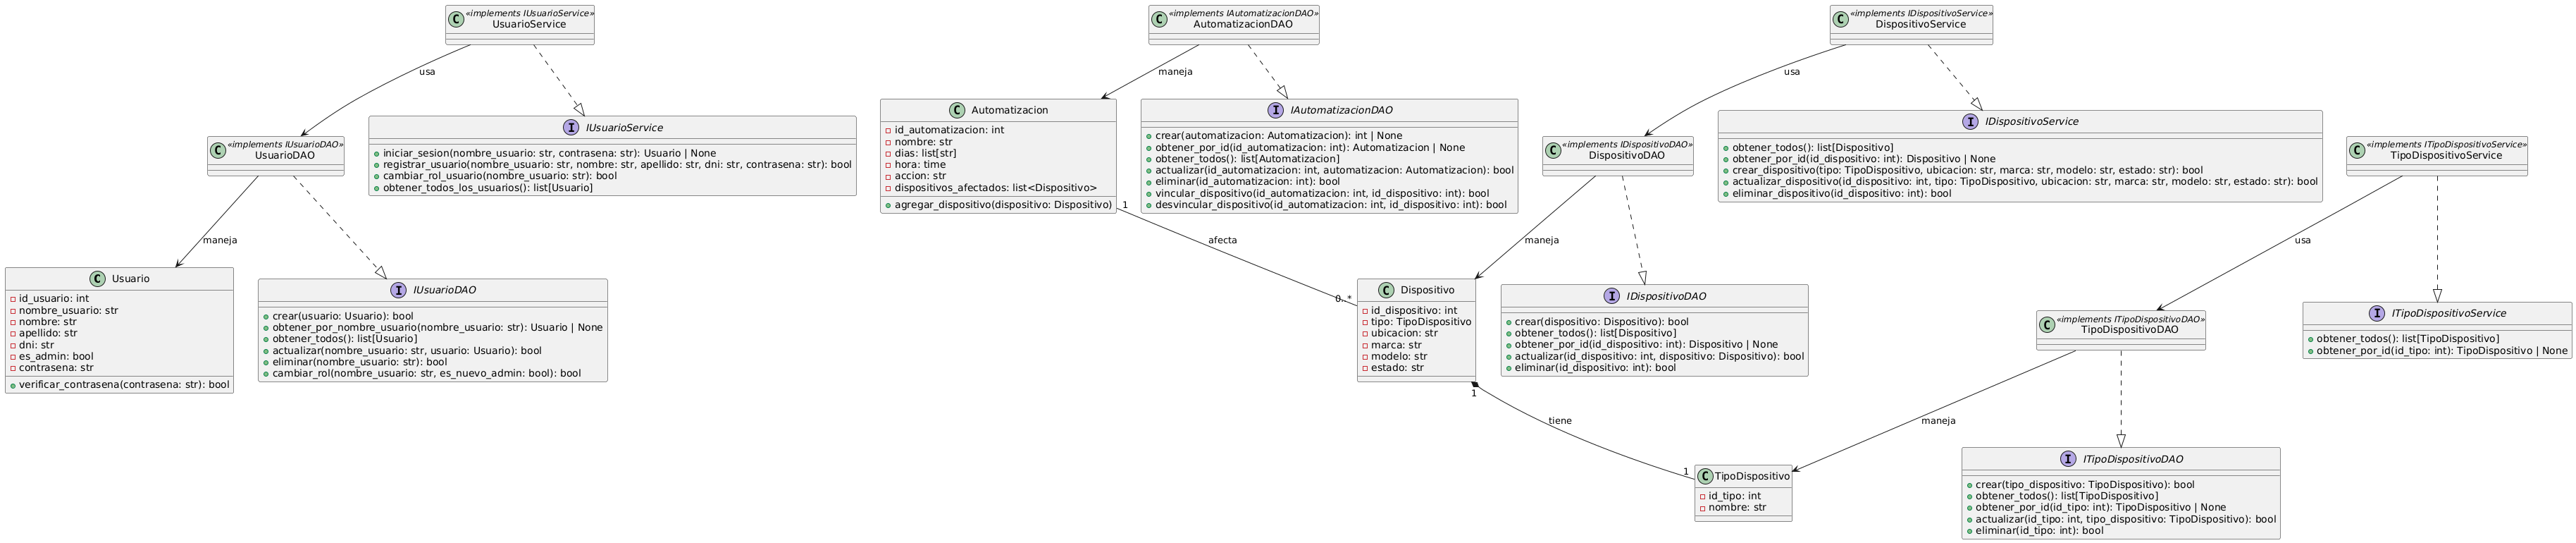 «implements IUsuarioService»
UsuarioService
«implements IAutomatizacionDAO»
AutomatizacionDAO
«implements IDispositivoService»
DispositivoService
usa
maneja
usa
«implements IUsuarioDAO»
UsuarioDAO
IUsuarioService
iniciar_sesion(nombre_usuario: str, contrasena: str): Usuario | None
registrar_usuario(nombre_usuario: str, nombre: str, apellido: str, dni: str, contrasena: str): bool
cambiar_rol_usuario(nombre_usuario: str): bool
obtener_todos_los_usuarios(): list[Usuario]
Automatizacion
id_automatizacion: int
nombre: str
dias: list[str]
hora: time
accion: str
dispositivos_afectados: list<Dispositivo>
agregar_dispositivo(dispositivo: Dispositivo)
IAutomatizacionDAO
crear(automatizacion: Automatizacion): int | None
obtener_por_id(id_automatizacion: int): Automatizacion | None
obtener_todos(): list[Automatizacion]
actualizar(id_automatizacion: int, automatizacion: Automatizacion): bool
eliminar(id_automatizacion: int): bool
vincular_dispositivo(id_automatizacion: int, id_dispositivo: int): bool
desvincular_dispositivo(id_automatizacion: int, id_dispositivo: int): bool
«implements IDispositivoDAO»
DispositivoDAO
IDispositivoService
obtener_todos(): list[Dispositivo]
obtener_por_id(id_dispositivo: int): Dispositivo | None
crear_dispositivo(tipo: TipoDispositivo, ubicacion: str, marca: str, modelo: str, estado: str): bool
actualizar_dispositivo(id_dispositivo: int, tipo: TipoDispositivo, ubicacion: str, marca: str, modelo: str, estado: str): bool
eliminar_dispositivo(id_dispositivo: int): bool
«implements ITipoDispositivoService»
TipoDispositivoService
maneja
1
afecta
0..*
maneja
usa
Usuario
id_usuario: int
nombre_usuario: str
nombre: str
apellido: str
dni: str
es_admin: bool
contrasena: str
verificar_contrasena(contrasena: str): bool
IUsuarioDAO
crear(usuario: Usuario): bool
obtener_por_nombre_usuario(nombre_usuario: str): Usuario | None
obtener_todos(): list[Usuario]
actualizar(nombre_usuario: str, usuario: Usuario): bool
eliminar(nombre_usuario: str): bool
cambiar_rol(nombre_usuario: str, es_nuevo_admin: bool): bool
Dispositivo
id_dispositivo: int
tipo: TipoDispositivo
ubicacion: str
marca: str
modelo: str
estado: str
IDispositivoDAO
crear(dispositivo: Dispositivo): bool
obtener_todos(): list[Dispositivo]
obtener_por_id(id_dispositivo: int): Dispositivo | None
actualizar(id_dispositivo: int, dispositivo: Dispositivo): bool
eliminar(id_dispositivo: int): bool
«implements ITipoDispositivoDAO»
TipoDispositivoDAO
ITipoDispositivoService
obtener_todos(): list[TipoDispositivo]
obtener_por_id(id_tipo: int): TipoDispositivo | None
1
tiene
1
maneja
TipoDispositivo
id_tipo: int
nombre: str
ITipoDispositivoDAO
crear(tipo_dispositivo: TipoDispositivo): bool
obtener_todos(): list[TipoDispositivo]
obtener_por_id(id_tipo: int): TipoDispositivo | None
actualizar(id_tipo: int, tipo_dispositivo: TipoDispositivo): bool
eliminar(id_tipo: int): bool